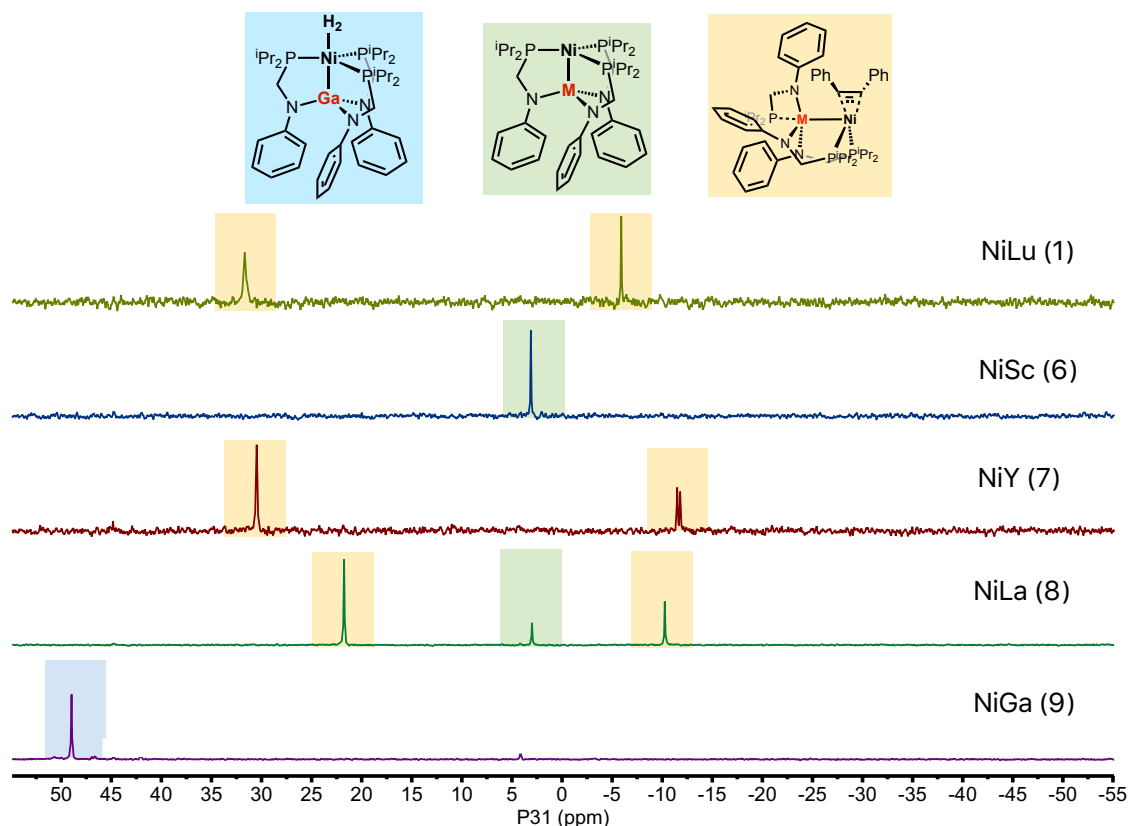 H2
iPr2P Ni PiPr2
PiPr2
Ga
N N
N
iPr2P Ni PiPr2
PiPr2
M
N N
N
N Ph Ph
iPr2 P M Ni
N
N PiPr2
PiPr2
NiLu (1)
NiSc (6)
NiY (7)
NiLa (8)
NiGa (9)
50 45 40 35 30 25 20 15 10 5 0 -5 -10 -15 -20 -25 -30 -35 -40 -45 -50 -55
P31 (ppm)